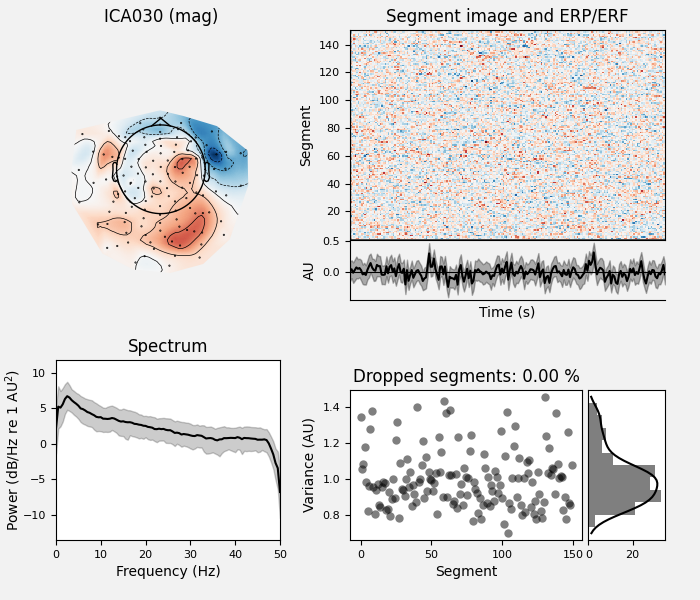 ICA030 (mag)
Segment image and ERP/ERF
Segment
140
120
100
80
60
40
20
0.5
0.0
AU
Time (s)
Spectrum
Power (dB/Hz re 1 AU²)
10
5
0
−5
−10
0 10 20 30 40 50
Frequency (Hz)
Dropped segments: 0.00 %
Variance (AU)
1.4
1.2
1.0
0.8
0 50 100 150
Segment
0 20